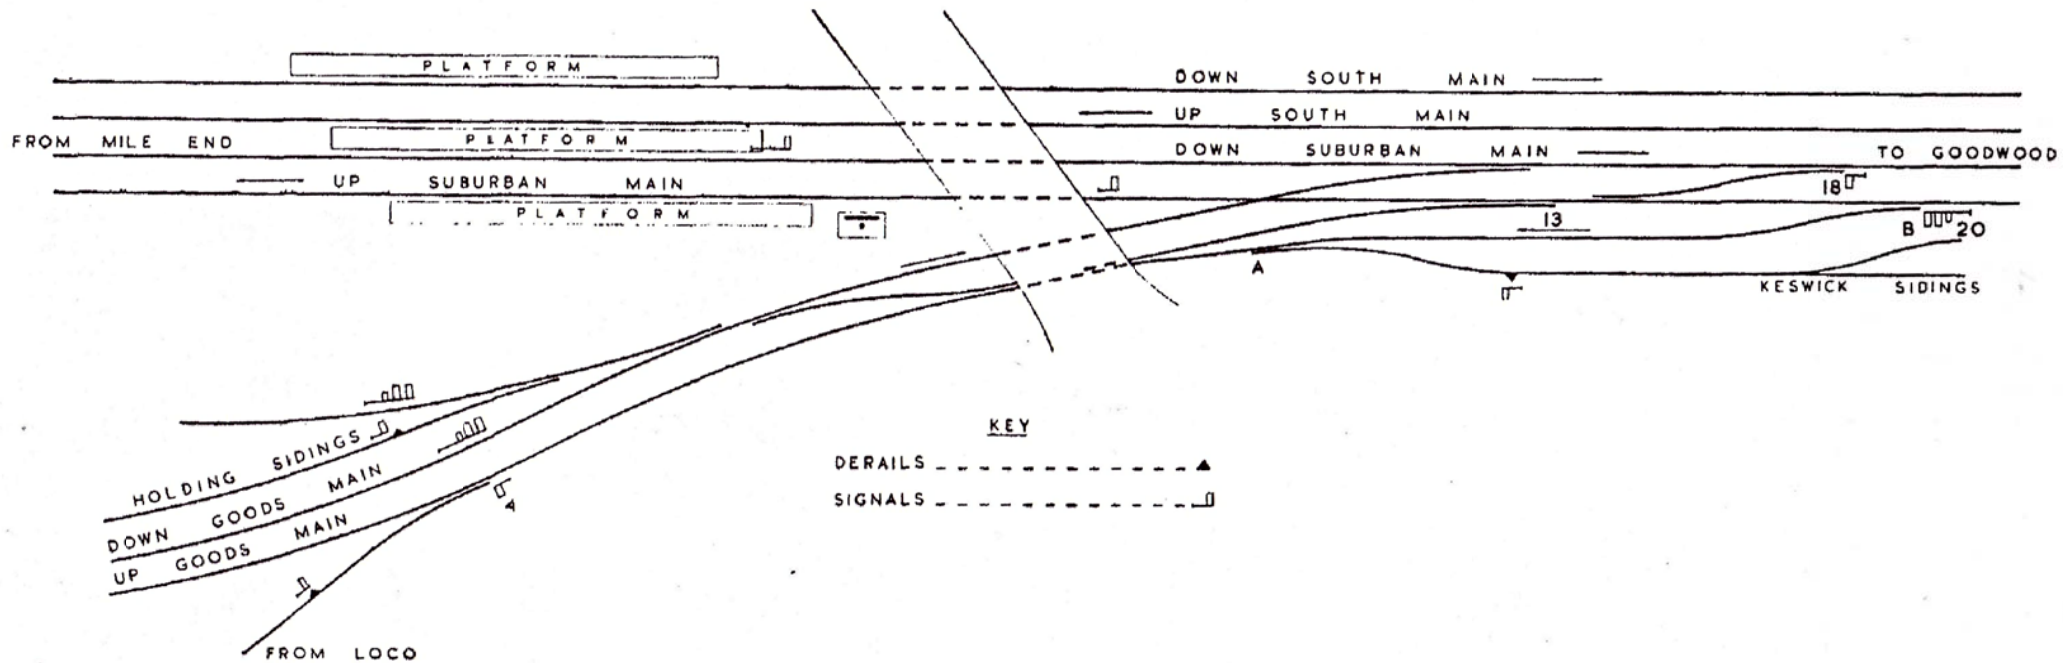 PLATFORM
DOWN SOUTH MAIN
UP SOUTH MAIN
FROM MILE END
PLATFORM
DOWN SUBURBAN MAIN
TO GOODWOOD
UP SUBURBAN MAIN
18
PLATFORM
13
B
20
A
KESWICK SIDINGS
HOLDING SIDINGS
DOWN GOODS MAIN
UP GOODS MAIN
4
KEY
DERAILS
SIGNALS
FROM LOCO